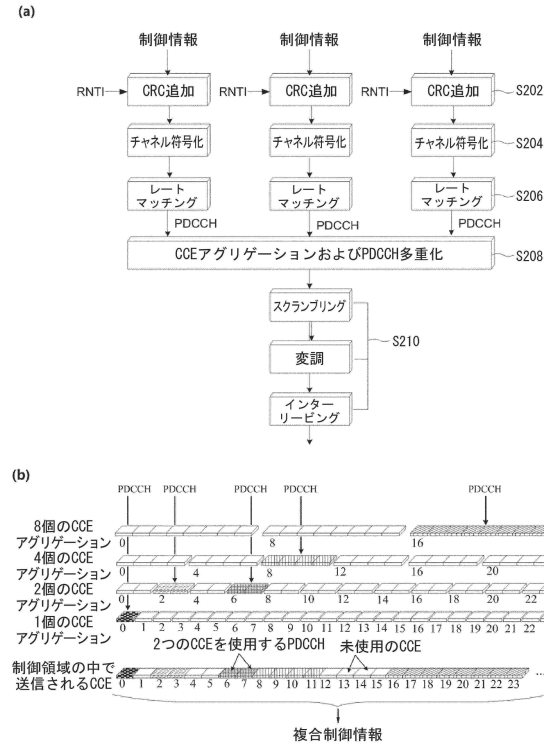 (a)
制御情報 制御情報 制御情報
RNTI CRC追加 RNTI CRC追加 RNTI CRC追加 S202
チャネル符号化 チャネル符号化 チャネル符号化 S204
レート
マッチング
レート
マッチング
レート
マッチング
S206
PDCCH PDCCH PDCCH
CCEアグリゲーションおよびPDCCH多重化 S208
スクランブリング
変調 S210
インター
リービング
(b)
PDCCH PDCCH PDCCH PDCCH PDCCH
8個のCCE
アグリゲーション 0 8 16
4個のCCE
アグリゲーション 0 4 8 12 16 20
2個のCCE
アグリゲーション 0 2 4 6 8 10 12 14 16 18 20 22
1個のCCE
アグリゲーション 0 1 2 3 4 5 6 7 8 9 10 11 12 13 14 15 16 17 18 19 20 21 22
2つのCCEを使用するPDCCH 未使用のCCE
制御領域の中で
送信されるCCE 0 1 2 3 4 5 6 7 8 9 10 11 12 13 14 15 16 17 18 19 20 21 22 23 ...
複合制御情報